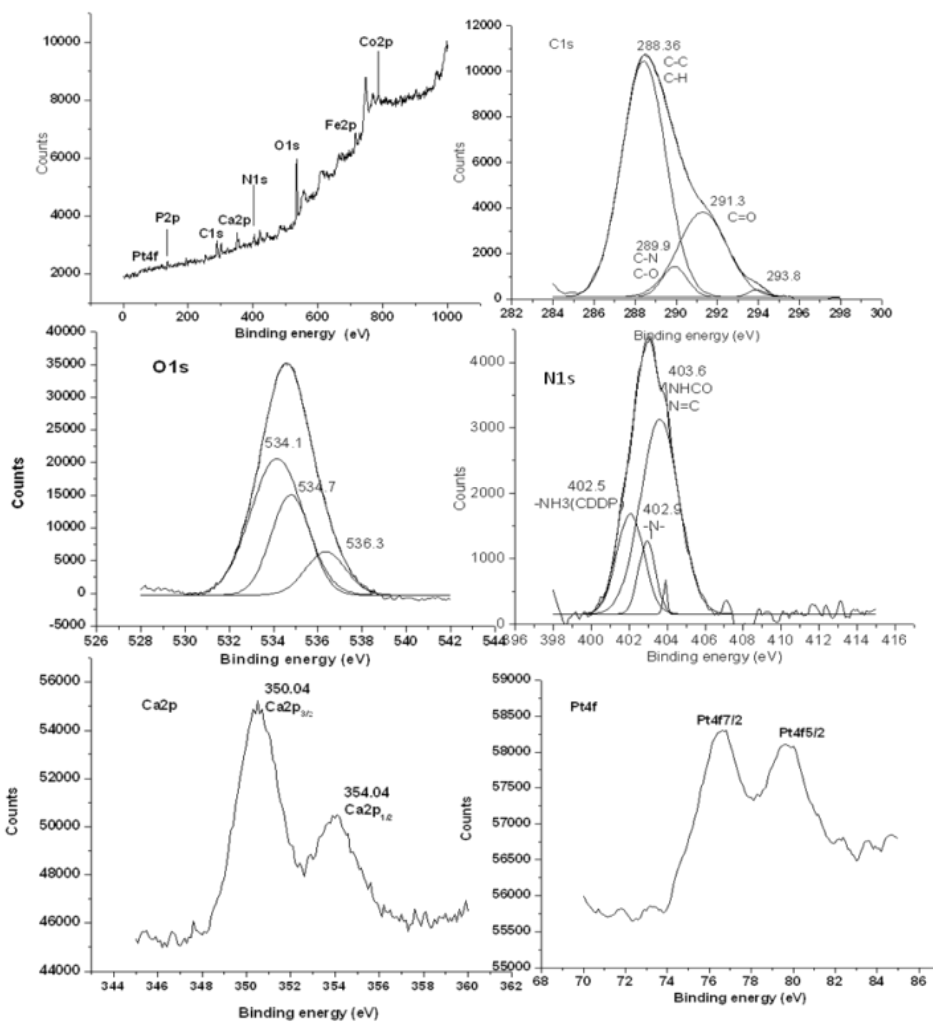 10000
8000
6000
4000
2000
Counts
Co2p
Fe2p
O1s
N1s
Ca2p
C1s
P2p
Pt4f
0
200
400
600
800
1000
Binding energy (eV)
12000
10000
8000
6000
4000
2000
0
Counts
C1s
288.36
C-C
C-H
291.3
C=O
289.9
C-N
C-O
293.8
282
284
286
288
290
292
294
296
298
300
Binding energy (eV)
40000
35000
30000
25000
20000
15000
10000
5000
0
-5000
Counts
O1s
534.1
534.7
536.3
526
528
530
532
534
536
538
540
542
544
Binding energy (eV)
4000
3000
2000
1000
0
Counts
N1s
403.6
NHCO
N=C
402.5
-NH3(CDDP)
402.9
-N-
396
398
400
402
404
406
408
410
412
414
416
Binding energy (eV)
56000
54000
52000
50000
48000
46000
44000
Counts
Ca2p
350.04
Ca2p3/2
354.04
Ca2p1/2
344
346
348
350
352
354
356
358
360
362
Binding energy (eV)
59000
58500
58000
57500
57000
56500
56000
55500
55000
Counts
Pt4f
Pt4f7/2
Pt4f5/2
68
70
72
74
76
78
80
82
84
86
Binding energy (eV)